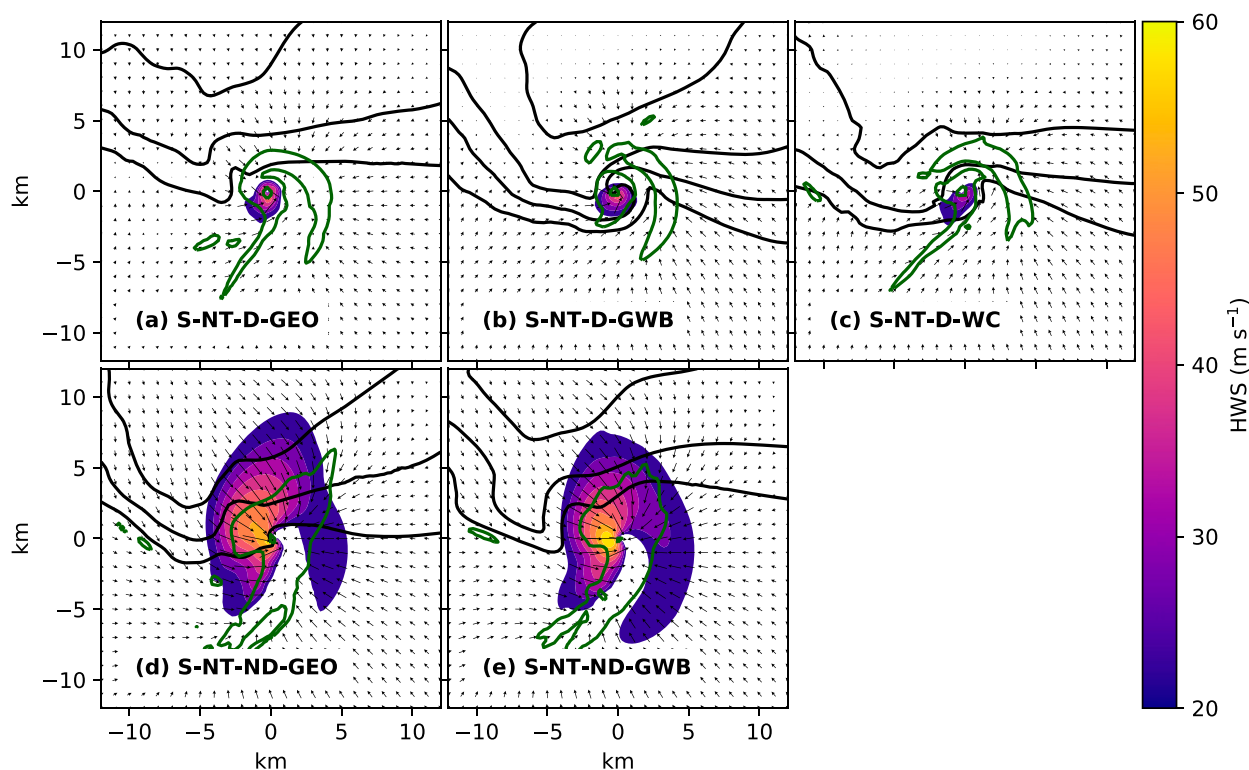 10
5
0
−5
−10
km
(a) S-NT-D-GEO
(b) S-NT-D-GWB
(c) S-NT-D-WC
10
5
0
−5
−10
km
(d) S-NT-ND-GEO
(e) S-NT-ND-GWB
−10 −5 0 5 10
km
−10 −5 0 5 10
km
60
50
40
30
20
HWS (m s⁻¹)